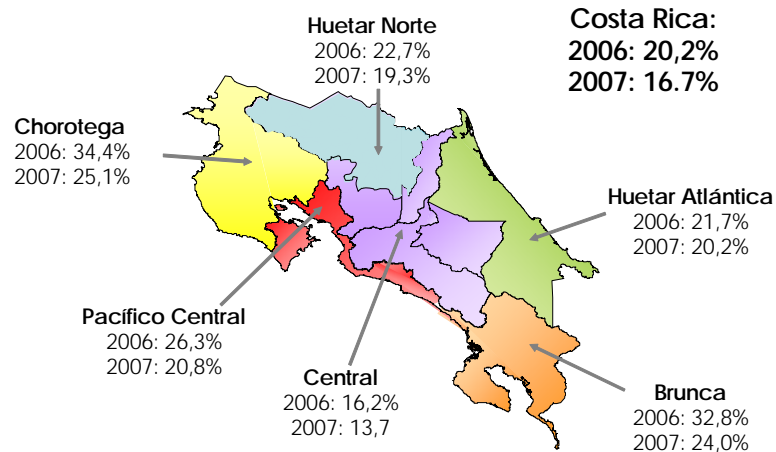 Huetar Norte
2006: 22,7%
2007: 19,3%
Costa Rica:
2006: 20,2%
2007: 16.7%
Chorotega
2006: 34,4%
2007: 25,1%
Huetar Atlántica
2006: 21,7%
2007: 20,2%
Pacífico Central
2006: 26,3%
2007: 20,8%
Central
2006: 16,2%
2007: 13,7
Brunca
2006: 32,8%
2007: 24,0%